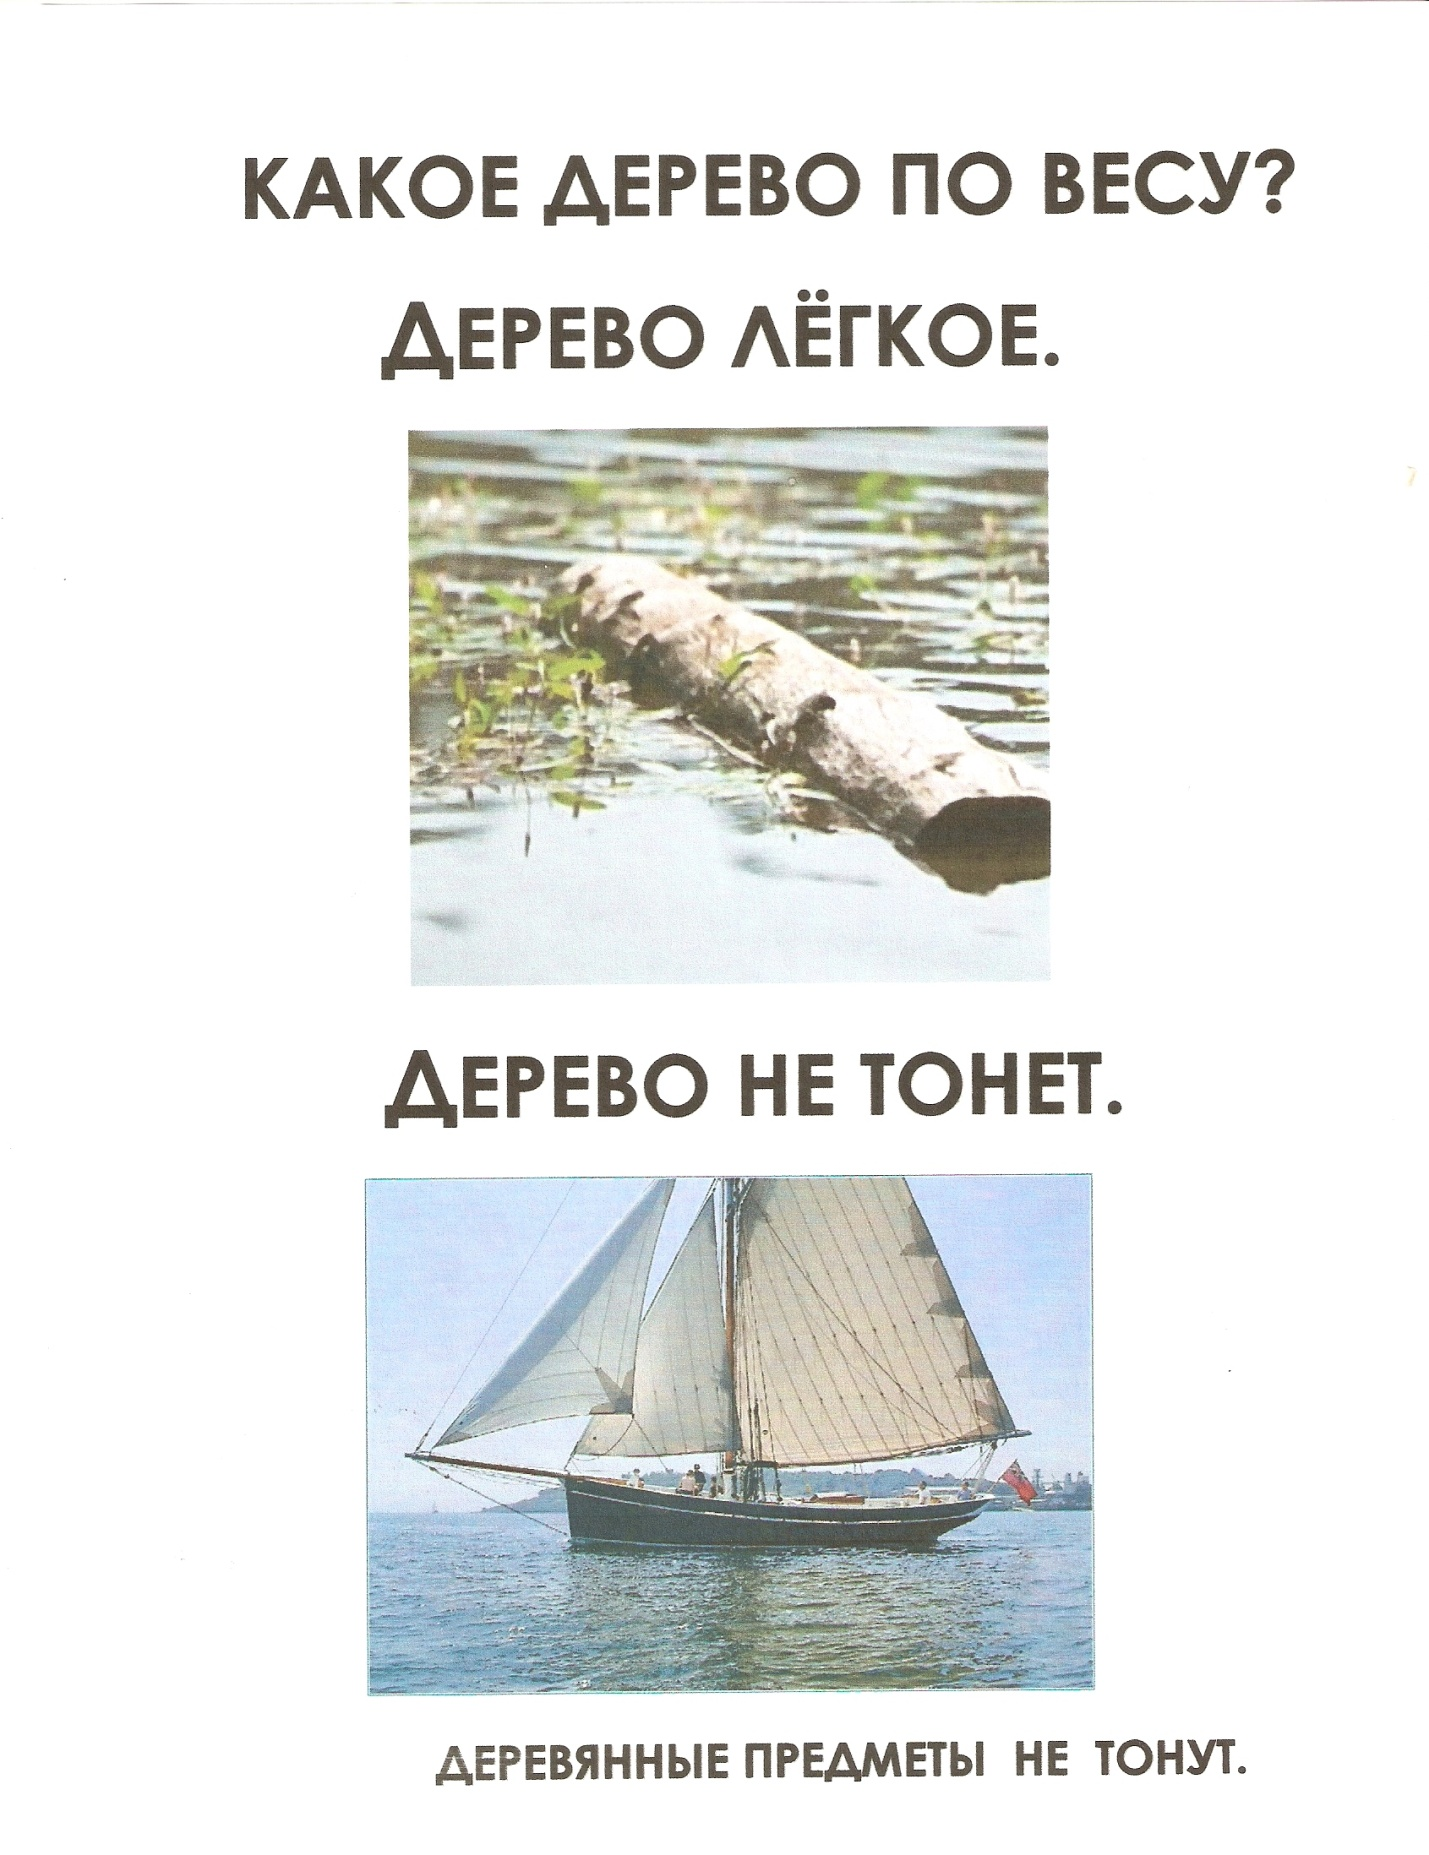 КАКОЕ ДЕРЕВО ПО ВЕСУ?
ДЕРЕВО ЛЁГКОЕ.
ДЕРЕВО НЕ ТОНЕТ.
ДЕРЕВЯННЫЕ ПРЕДМЕТЫ НЕ ТОНУТ.